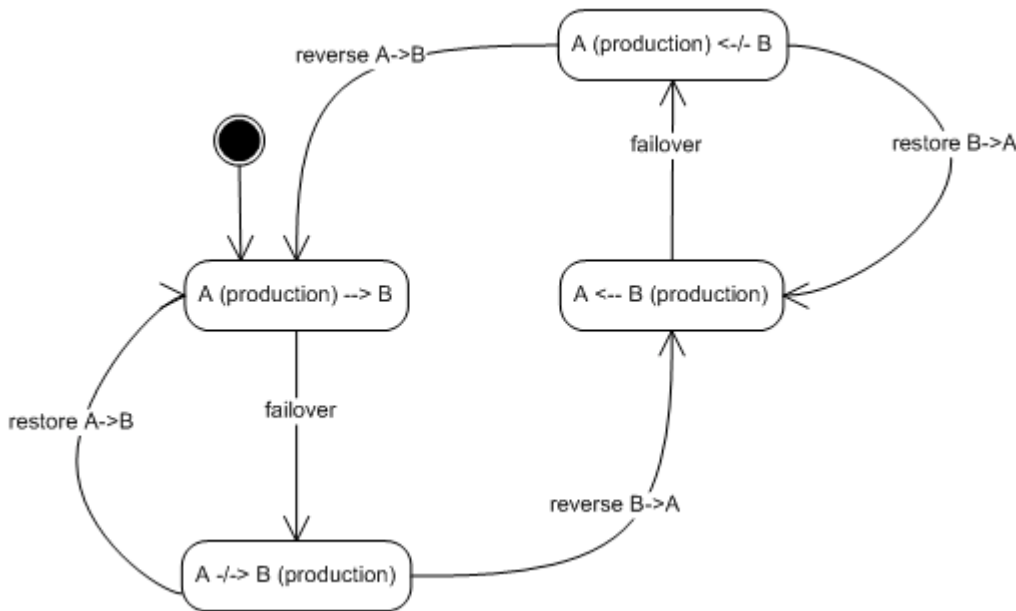 A (production) <-/- B
reverse A->B
failover
restore B->A
A (production) --> B
A <-- B (production)
failover
restore A->B
reverse B->A
A -/-> B (production)